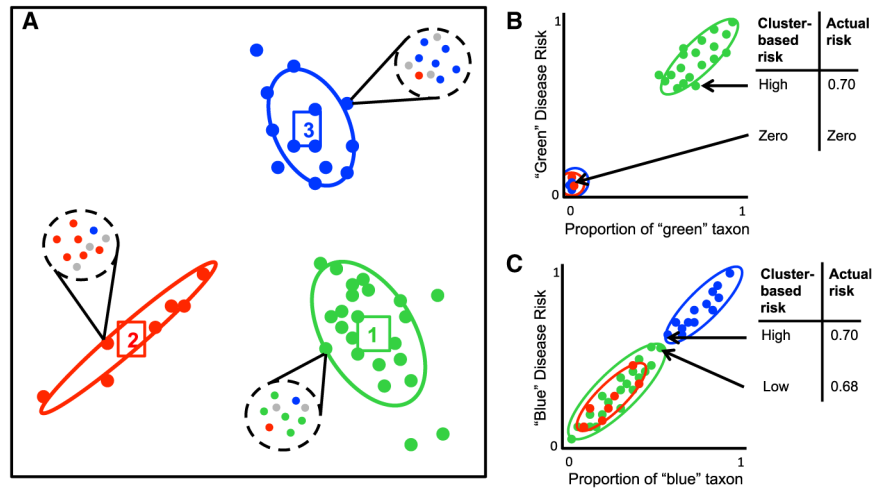 A
3
2
1
B
1
"Green" Disease Risk
0
0
1
Proportion of "green" taxon
Cluster-
based
risk
Actual
risk
High
0.70
Zero
Zero
C
1
"Blue" Disease Risk
0
0
1
Proportion of "blue" taxon
Cluster-
based
risk
Actual
risk
High
0.70
Low
0.68